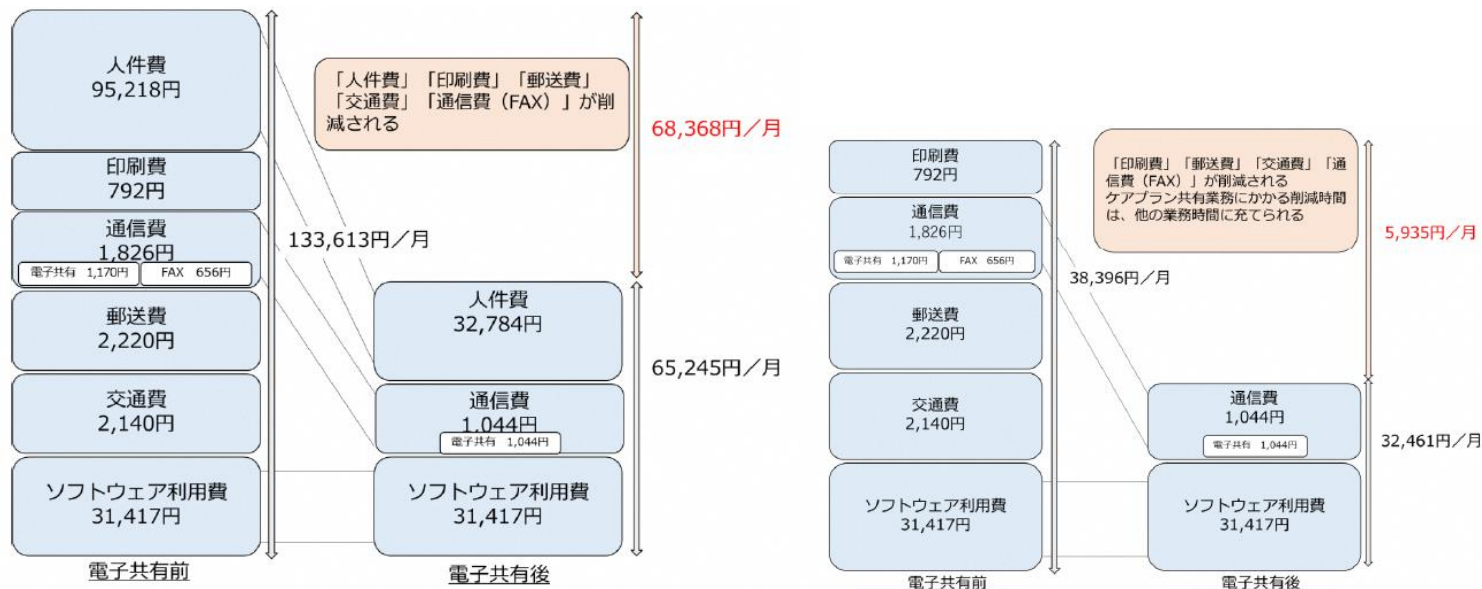 人件費
95,218円
印刷費
792円
通信費
1,826円
電子共有 1,170円
FAX 656円
郵送費
2,220円
交通費
2,140円
ソフトウェア利用費
31,417円
電子共有前
133,613円／月
「人件費」「印刷費」「郵送費」
「交通費」「通信費（FAX）」が削
減される
68,368円／月
人件費
32,784円
通信費
1,044円
電子共有 1,044円
ソフトウェア利用費
31,417円
電子共有後
65,245円／月
印刷費
792円
通信費
1,826円
電子共有 1,170円
FAX 656円
郵送費
2,220円
交通費
2,140円
ソフトウェア利用費
31,417円
電子共有前
38,396円／月
「印刷費」「郵送費」「交通費」「通
信費（FAX）」が削減される
ケアプラン共有業務にかかる削減時間
は、他の業務時間に充てられる
5,935円／月
通信費
1,044円
電子共有 1,044円
ソフトウェア利用費
31,417円
電子共有後
32,461円／月